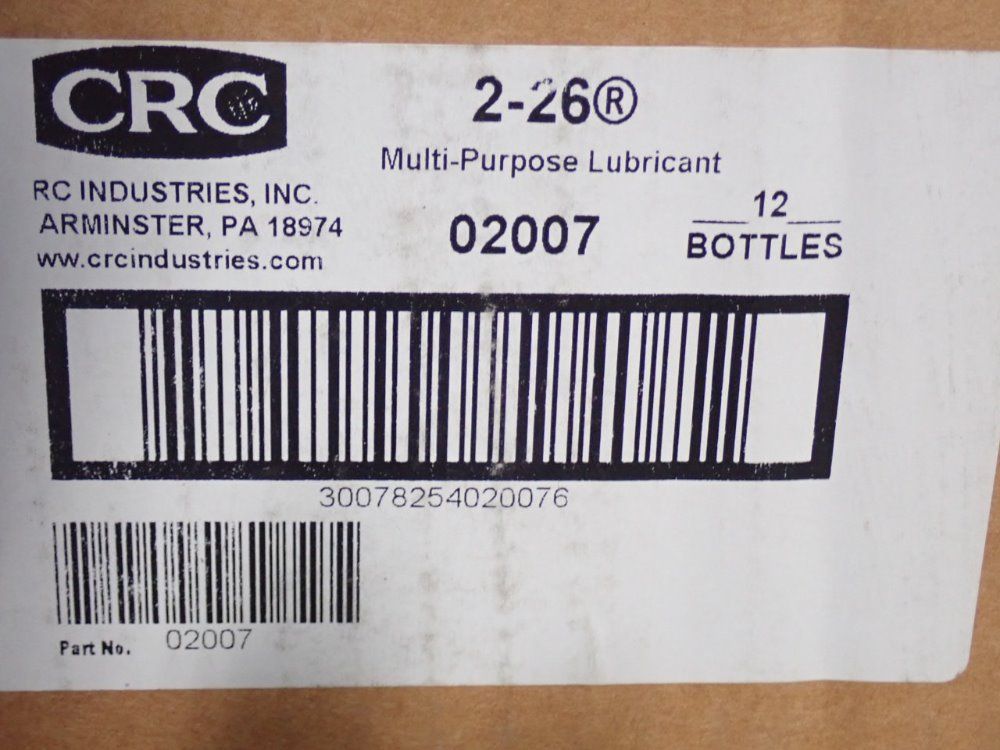 CRC
2-26®
Multi-Purpose Lubricant
RC INDUSTRIES, INC.
ARMINSTER, PA 18974
ww.crcindustries.com
02007
12
BOTTLES
30078254020076
Part No. 02007